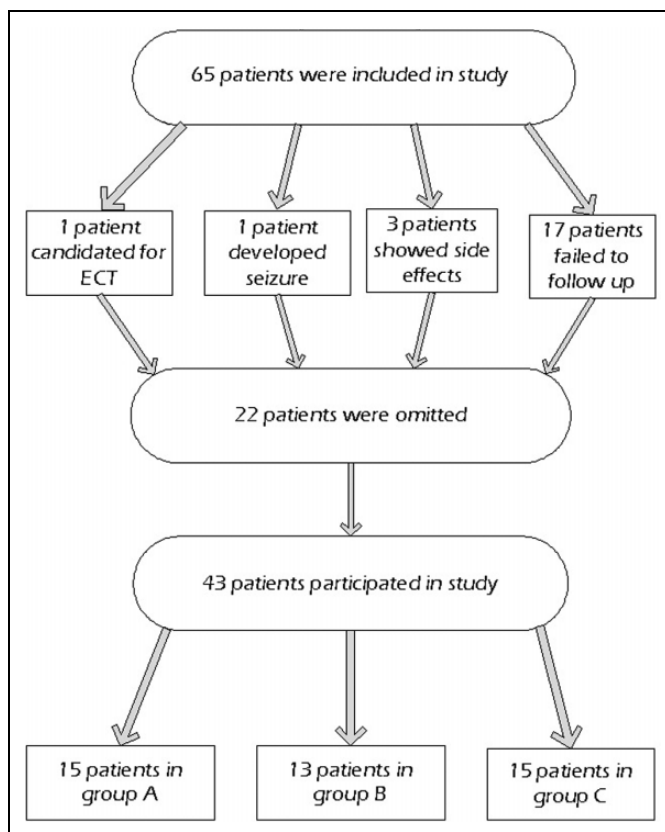 65 patients were included in study
1 patient
candidated for
ECT
1 patient
developed
seizure
3 patients
showed side
effects
17 patients
failed to
follow up
22 patients were omitted
43 patients participated in study
15 patients in
group A
13 patients in
group B
15 patients in
group C